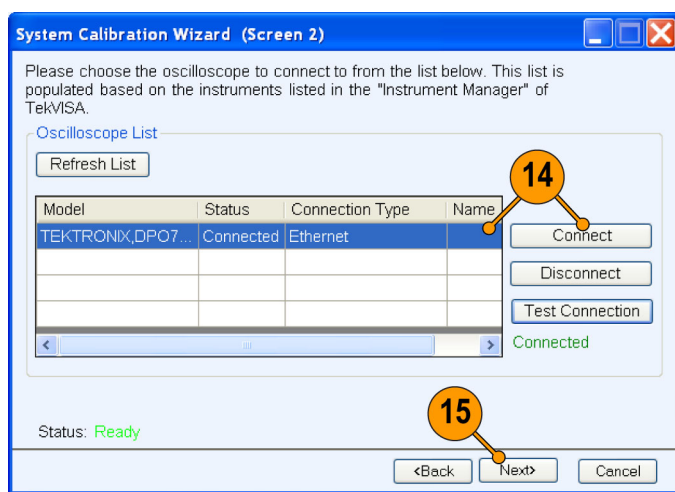 System Calibration Wizard (Screen 2)
Please choose the oscilloscope to connect to from the list below. This list is
populated based on the instruments listed in the "Instrument Manager" of
TekVISA.
Oscilloscope List
Refresh List
14
Model Status Connection Type Name
TEKTRONIX,DPO7... Connected Ethernet
Connect
Disconnect
Test Connection
Connected
15
Status: Ready
<Back Next> Cancel